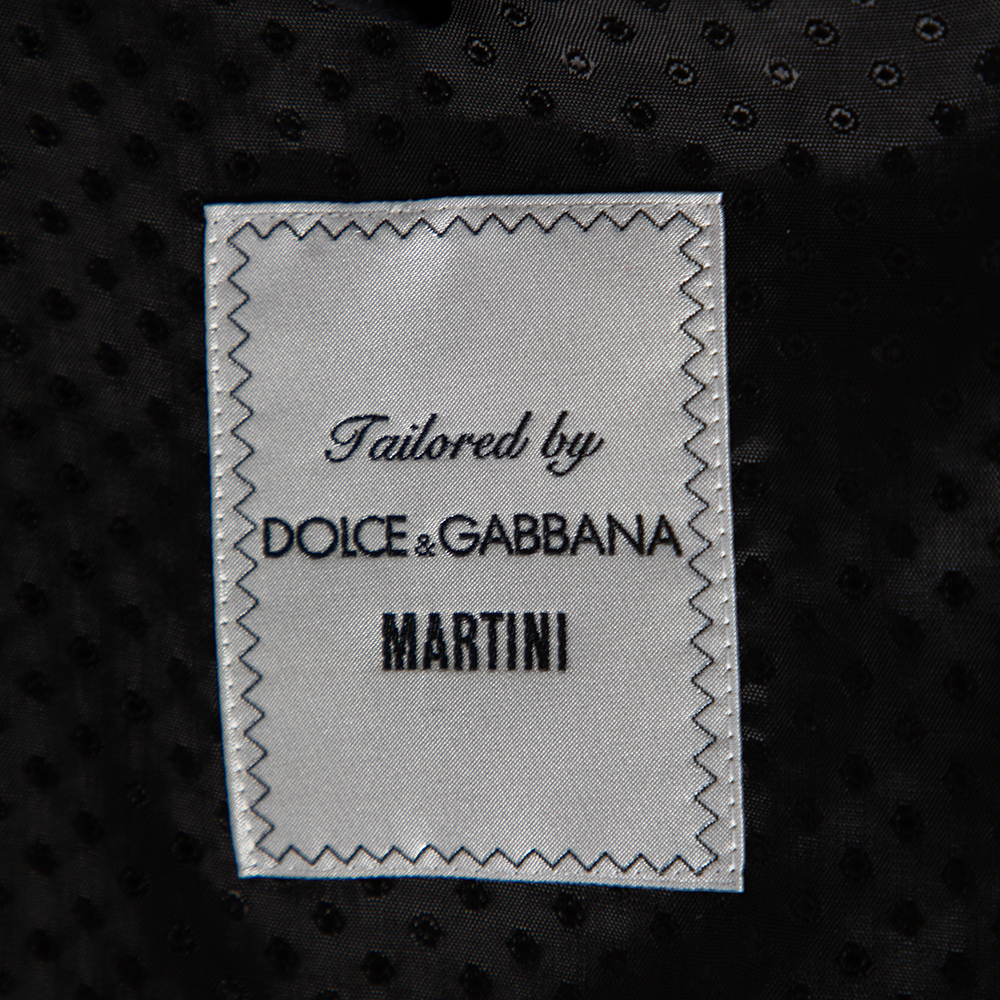 Tailored by
DOLCE & GABBANA
MARTINI